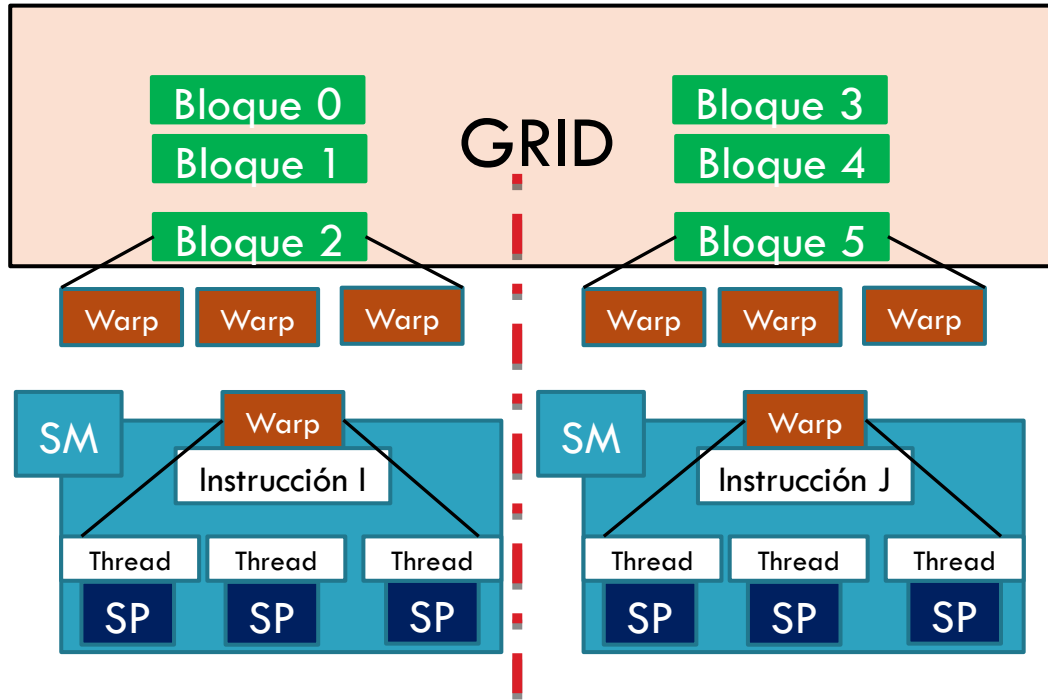 Bloque 0
Bloque 1
Bloque 2
GRID
Bloque 3
Bloque 4
Bloque 5
Warp Warp Warp
Warp Warp Warp
SM
Warp
Instrucción I
Thread Thread Thread
SP SP SP
SM
Warp
Instrucción J
Thread Thread Thread
SP SP SP